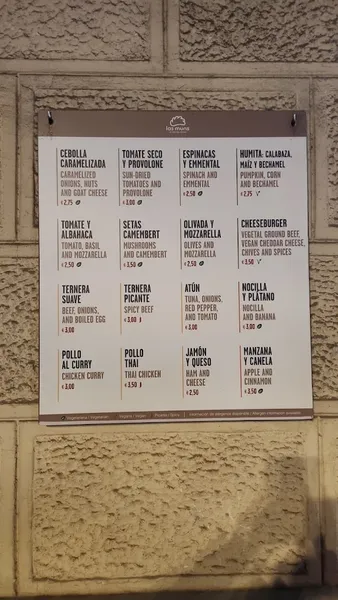 las muns
CEBOLLA
CARAMELIZADA
CARAMELIZED
ONIONS, NUTS
AND GOAT CHEESE
€ 2.75
TOMATE SECO
Y PROVOLONE
SUN-DRIED
TOMATOES AND
PROVOLONE
€ 3.00
ESPINACAS
Y EMMENTAL
SPINACH AND
EMMENTAL
€ 2.50
HUMITA: CALABAZA,
MAÍZ Y BECHAMEL
PUMPKIN, CORN
AND BECHAMEL
€ 2.75
TOMATE Y
ALBAHACA
TOMATO, BASIL
AND MOZZARELLA
€ 2.50
SETAS
CAMEMBERT
MUSHROOMS
AND CAMEMBERT
€ 3.50
OLIVADA Y
MOZZARELLA
OLIVES AND
MOZZARELLA
€ 2.50
CHEESEBURGER
VEGETAL GROUND BEEF,
VEGAN CHEDDAR CHEESE,
CHIVES AND SPICES
€ 3.50
TERNERA
SUAVE
BEEF, ONIONS,
AND BOILED EGG
€ 3.00
TERNERA
PICANTE
SPICY BEEF
€ 3.00
ATÚN
TUNA, ONIONS,
RED PEPPER,
AND TOMATO
€ 3.00
NOCILLA
Y PLÁTANO
NOCILLA
AND BANANA
€ 3.00
POLLO
AL CURRY
CHICKEN CURRY
€ 3.00
POLLO
THAI
THAI CHICKEN
€ 3.50
JAMÓN
Y QUESO
HAM AND
CHEESE
€ 2.50
MANZANA
Y CANELA
APPLE AND
CINNAMON
€ 3.50